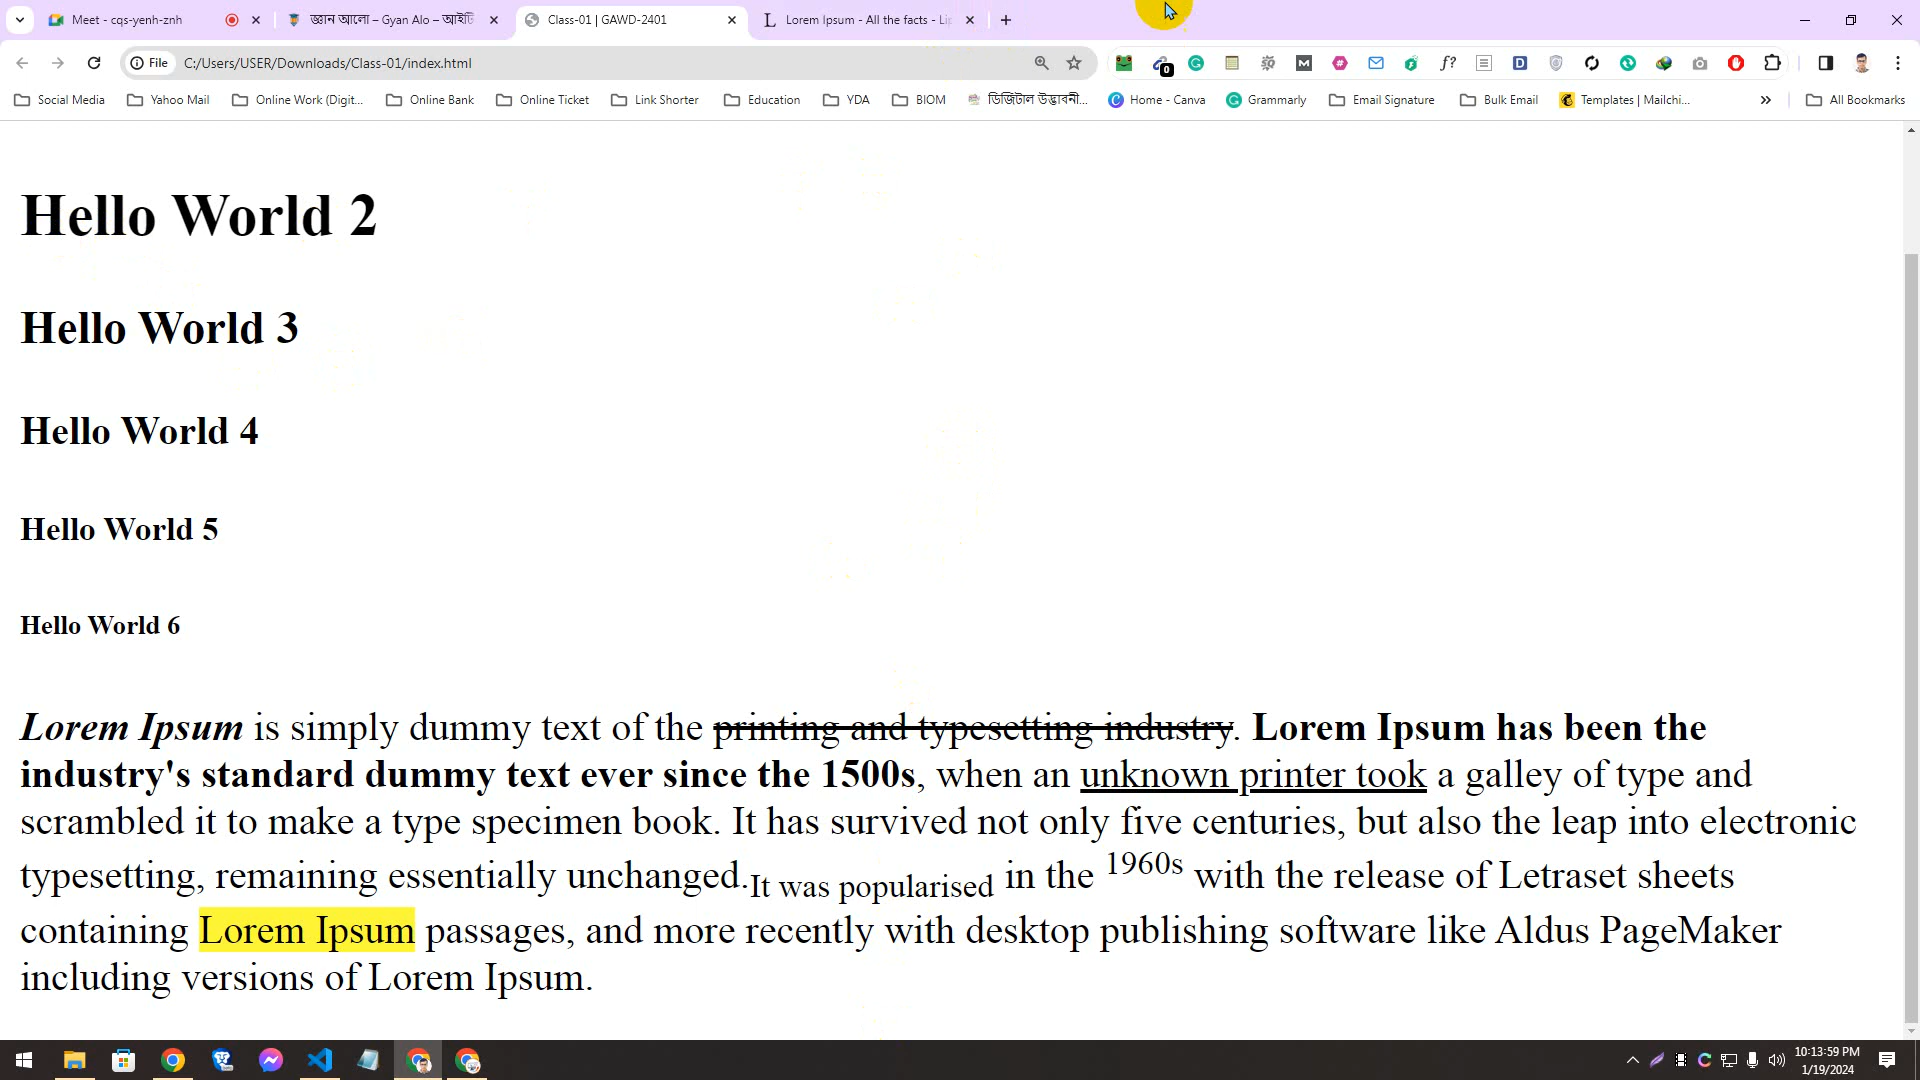 Meet - cqs-yenh-znh
জ্ঞান আলো – Gyan Alo – আইটি
Class-01 | GAWD-2401
Lorem Ipsum - All the facts - Lip
File
C:/Users/USER/Downloads/Class-01/index.html
0
Social Media
Yahoo Mail
Online Work (Digit...
Online Bank
Online Ticket
Link Shorter
Education
YDA
BIOM
ডিজিটাল উদ্ভাবনী...
Home - Canva
Grammarly
Email Signature
Bulk Email
Templates | Mailchi...
All Bookmarks
Hello World 2
Hello World 3
Hello World 4
Hello World 5
Hello World 6
Lorem Ipsum is simply dummy text of the printing and typesetting industry. Lorem Ipsum has been the
industry's standard dummy text ever since the 1500s, when an unknown printer took a galley of type and
scrambled it to make a type specimen book. It has survived not only five centuries, but also the leap into electronic
typesetting, remaining essentially unchanged.It was popularised in the 1960s with the release of Letraset sheets
containing Lorem Ipsum passages, and more recently with desktop publishing software like Aldus PageMaker
including versions of Lorem Ipsum.
10:13:59 PM
1/19/2024